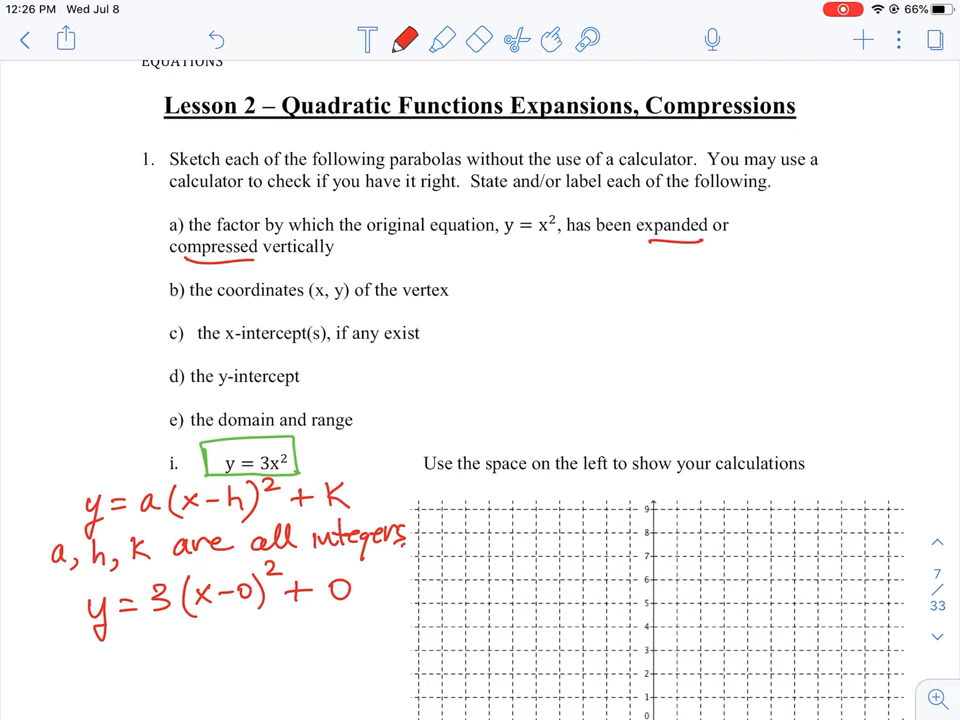 12:26 PM Wed Jul 8 66%
T
EQUATIONS
Lesson 2 – Quadratic Functions Expansions, Compressions
1. Sketch each of the following parabolas without the use of a calculator. You may use a
calculator to check if you have it right. State and/or label each of the following.
a) the factor by which the original equation, y = x², has been expanded or
compressed vertically
b) the coordinates (x, y) of the vertex
c) the x-intercept(s), if any exist
d) the y-intercept
e) the domain and range
i. y = 3x² Use the space on the left to show your calculations
y = a(x-h)² + K
a, h, K are all integers.
y = 3(x-0)² + 0
9
8
7
6
5
4
3
2
1
0
7
/
33